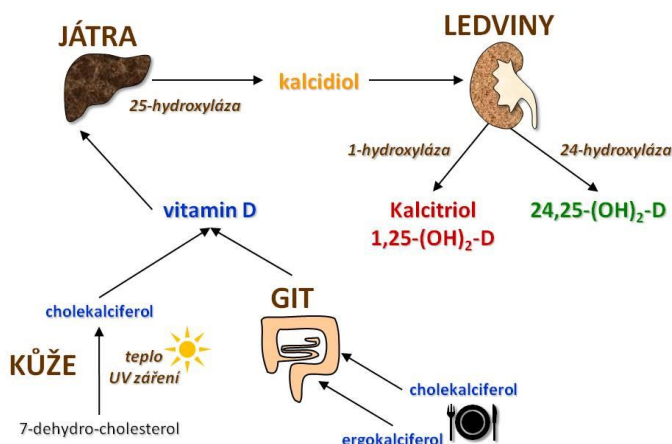 JÁTRA
LEDVINY
kalcidiol
25-hydroxyláza
1-hydroxyláza
24-hydroxyláza
vitamin D
Kalcitriol
1,25-(OH)₂-D
24,25-(OH)₂-D
GIT
cholekalciferol
KŮŽE
teplo
UV záření
cholekalciferol
7-dehydro-cholesterol
ergokalciferol